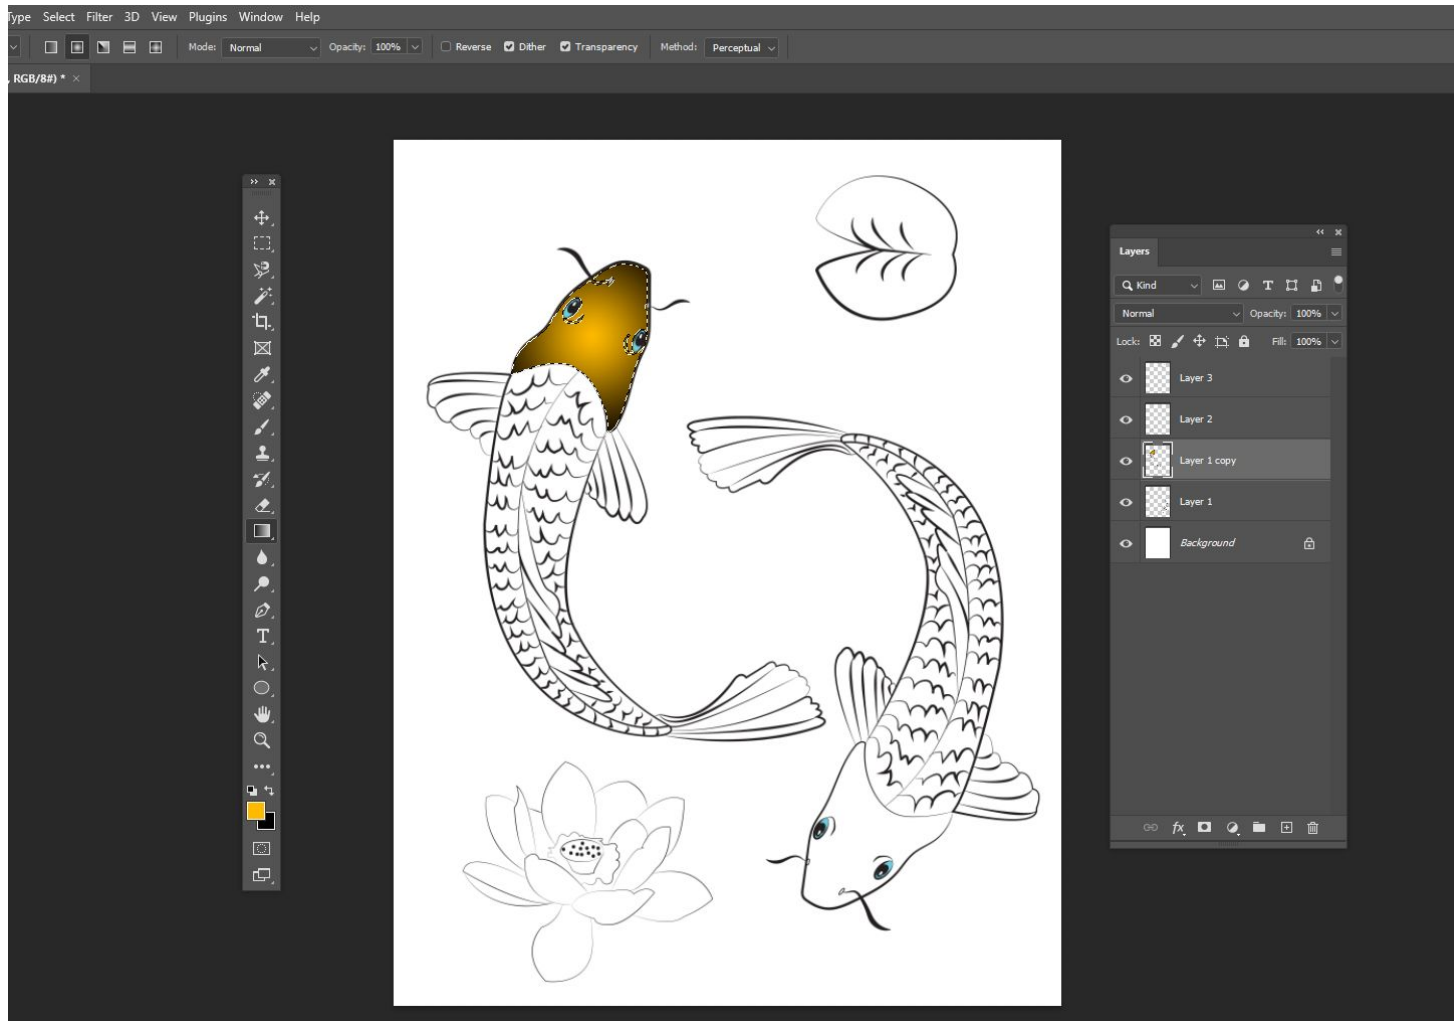 Type Select Filter 3D View Plugins Window Help
Mode: Normal Opacity: 100% Reverse Dither Transparency Method: Perceptual
, RGB/8#) * ×
Layers
Kind
Normal Opacity: 100%
Lock: Fill: 100%
Layer 3
Layer 2
Layer 1 copy
Layer 1
Background
fx